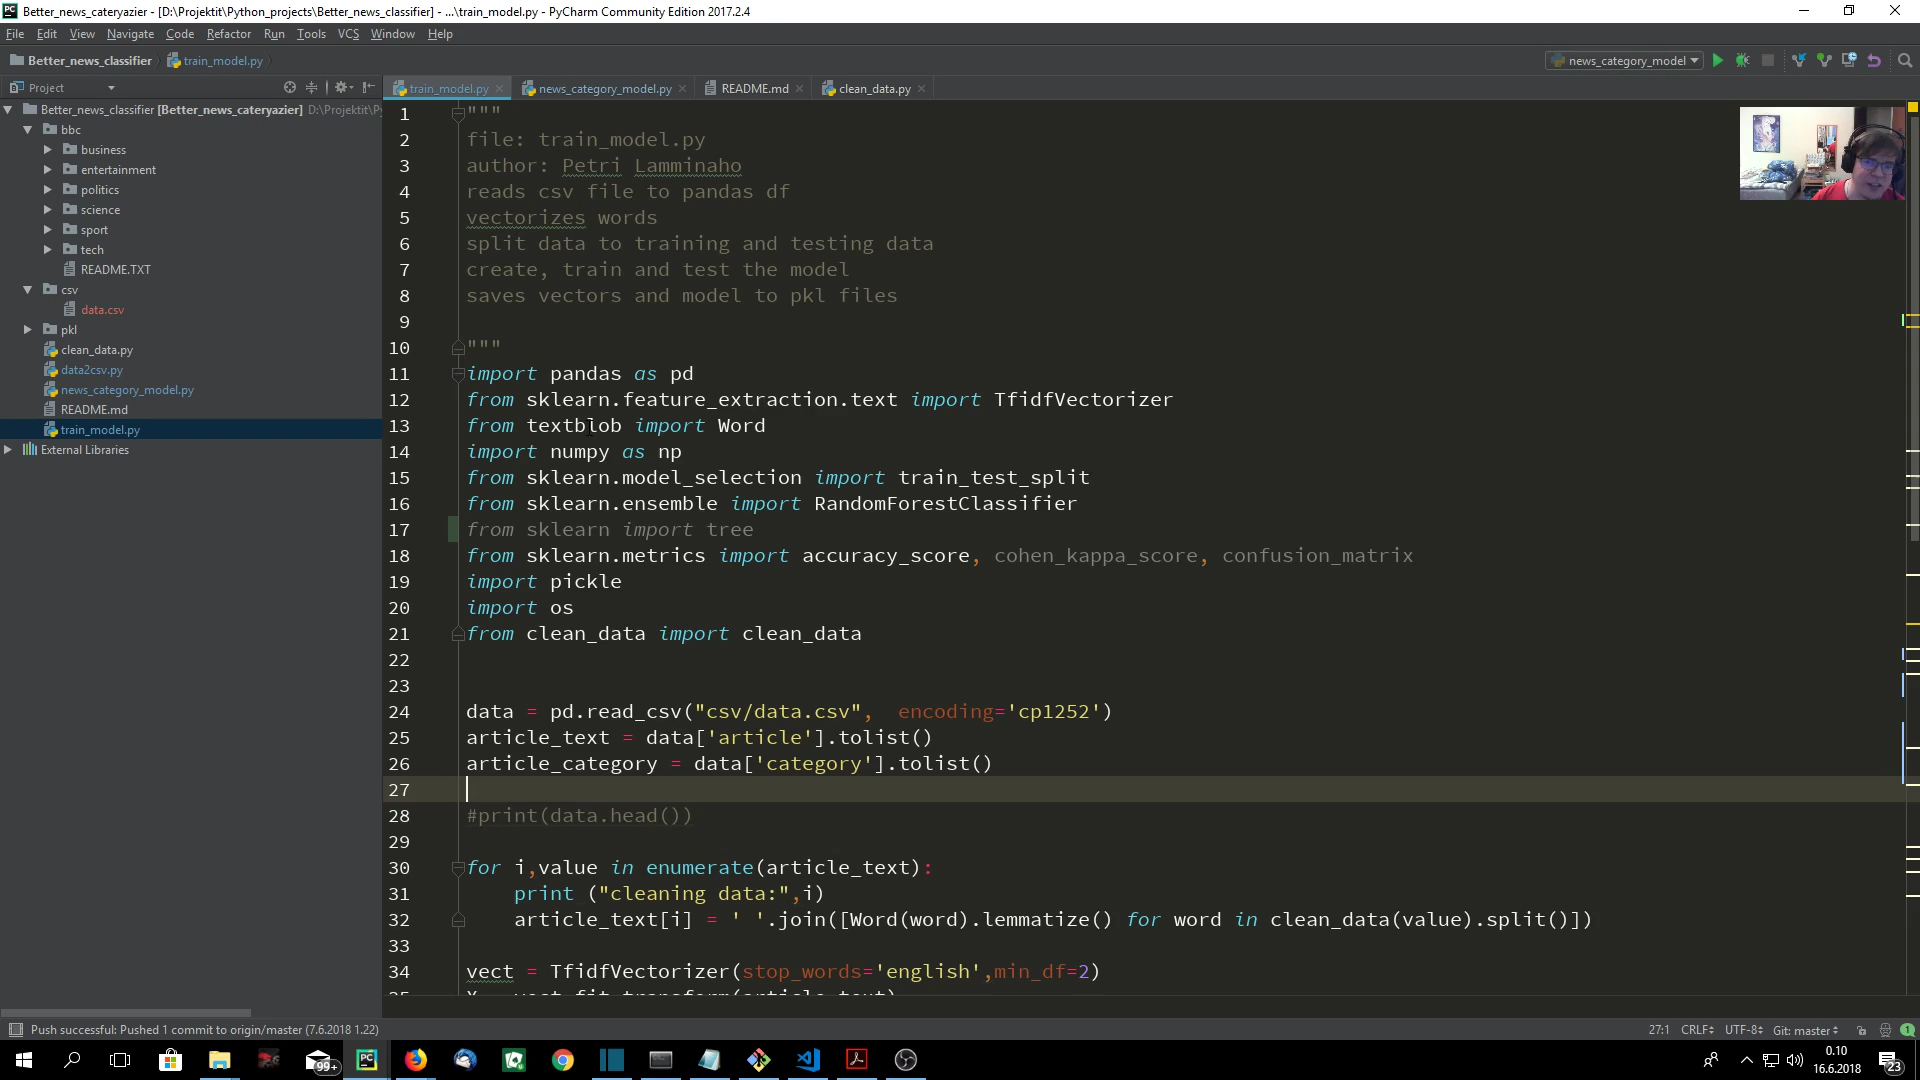 Better_news_cateryazier - [D:\Projektit\Python_projects\Better_news_classifier] - ...\train_model.py - PyCharm Community Edition 2017.2.4
File Edit View Navigate Code Refactor Run Tools VCS Window Help
Better_news_classifier train_model.py
news_category_model
Project
train_model.py news_category_model.py README.md clean_data.py
Better_news_classifier [Better_news_cateryazier] D:\Projektit\Py
bbc
business
entertainment
politics
science
sport
tech
README.TXT
csv
data.csv
pkl
clean_data.py
data2csv.py
news_category_model.py
README.md
train_model.py
External Libraries
1 """
2 file: train_model.py
3 author: Petri Lamminaho
4 reads csv file to pandas df
5 vectorizes words
6 split data to training and testing data
7 create, train and test the model
8 saves vectors and model to pkl files
9
10 """
11 import pandas as pd
12 from sklearn.feature_extraction.text import TfidfVectorizer
13 from textblob import Word
14 import numpy as np
15 from sklearn.model_selection import train_test_split
16 from sklearn.ensemble import RandomForestClassifier
17 from sklearn import tree
18 from sklearn.metrics import accuracy_score, cohen_kappa_score, confusion_matrix
19 import pickle
20 import os
21 from clean_data import clean_data
22
23
24 data = pd.read_csv("csv/data.csv",  encoding='cp1252')
25 article_text = data['article'].tolist()
26 article_category = data['category'].tolist()
27
28 #print(data.head())
29
30 for i,value in enumerate(article_text):
31     print ("cleaning data:",i)
32     article_text[i] = ' '.join([Word(word).lemmatize() for word in clean_data(value).split()])
33
34 vect = TfidfVectorizer(stop_words='english',min_df=2)
35 X = vect.fit_transform(article_text)
Push successful: Pushed 1 commit to origin/master (7.6.2018 1.22)
27:1 CRLF UTF-8 Git: master 1
99+
0.10
16.6.2018
23